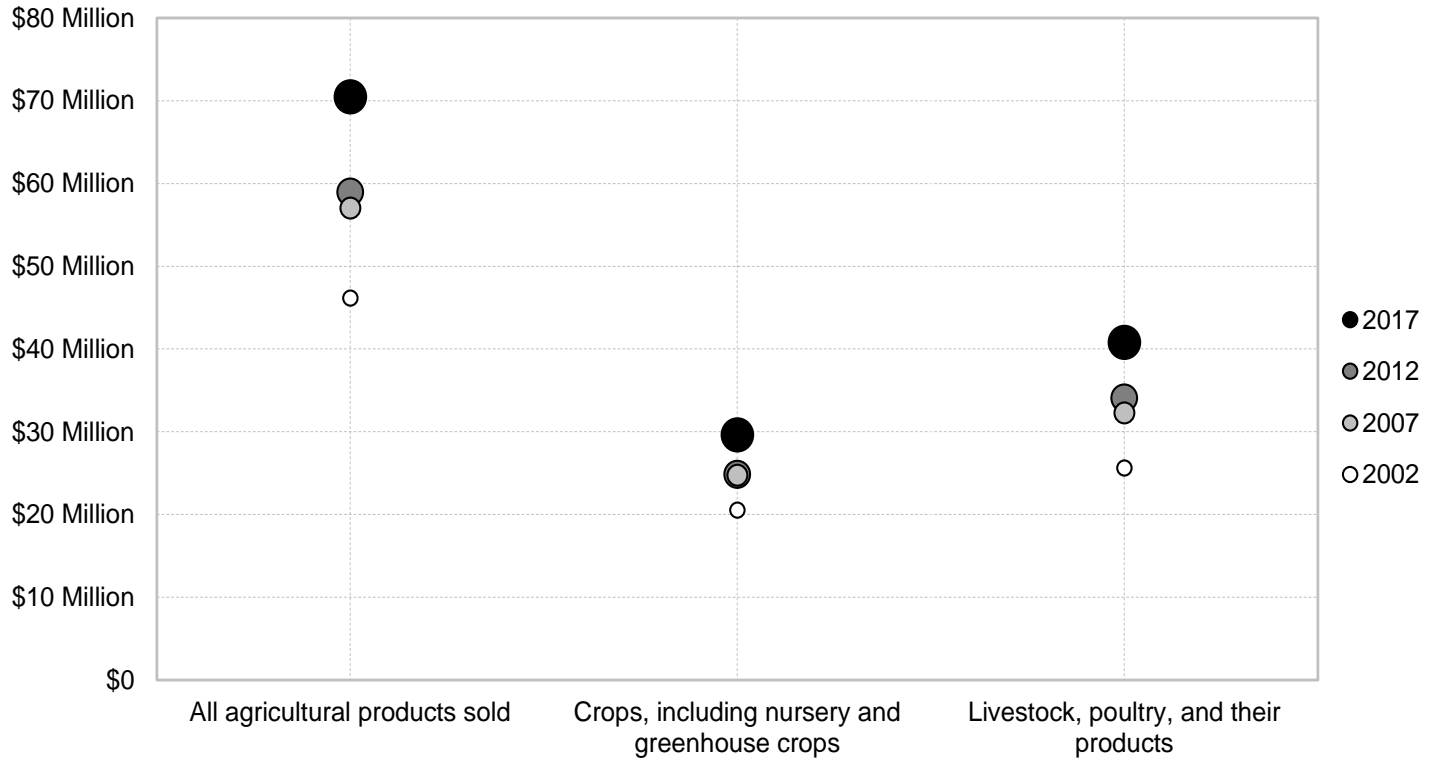 $80 Million
$70 Million
$60 Million
$50 Million
$40 Million
$30 Million
$20 Million
$10 Million
$0
All agricultural products sold
Crops, including nursery and
greenhouse crops
Livestock, poultry, and their
products
2017
2012
2007
2002